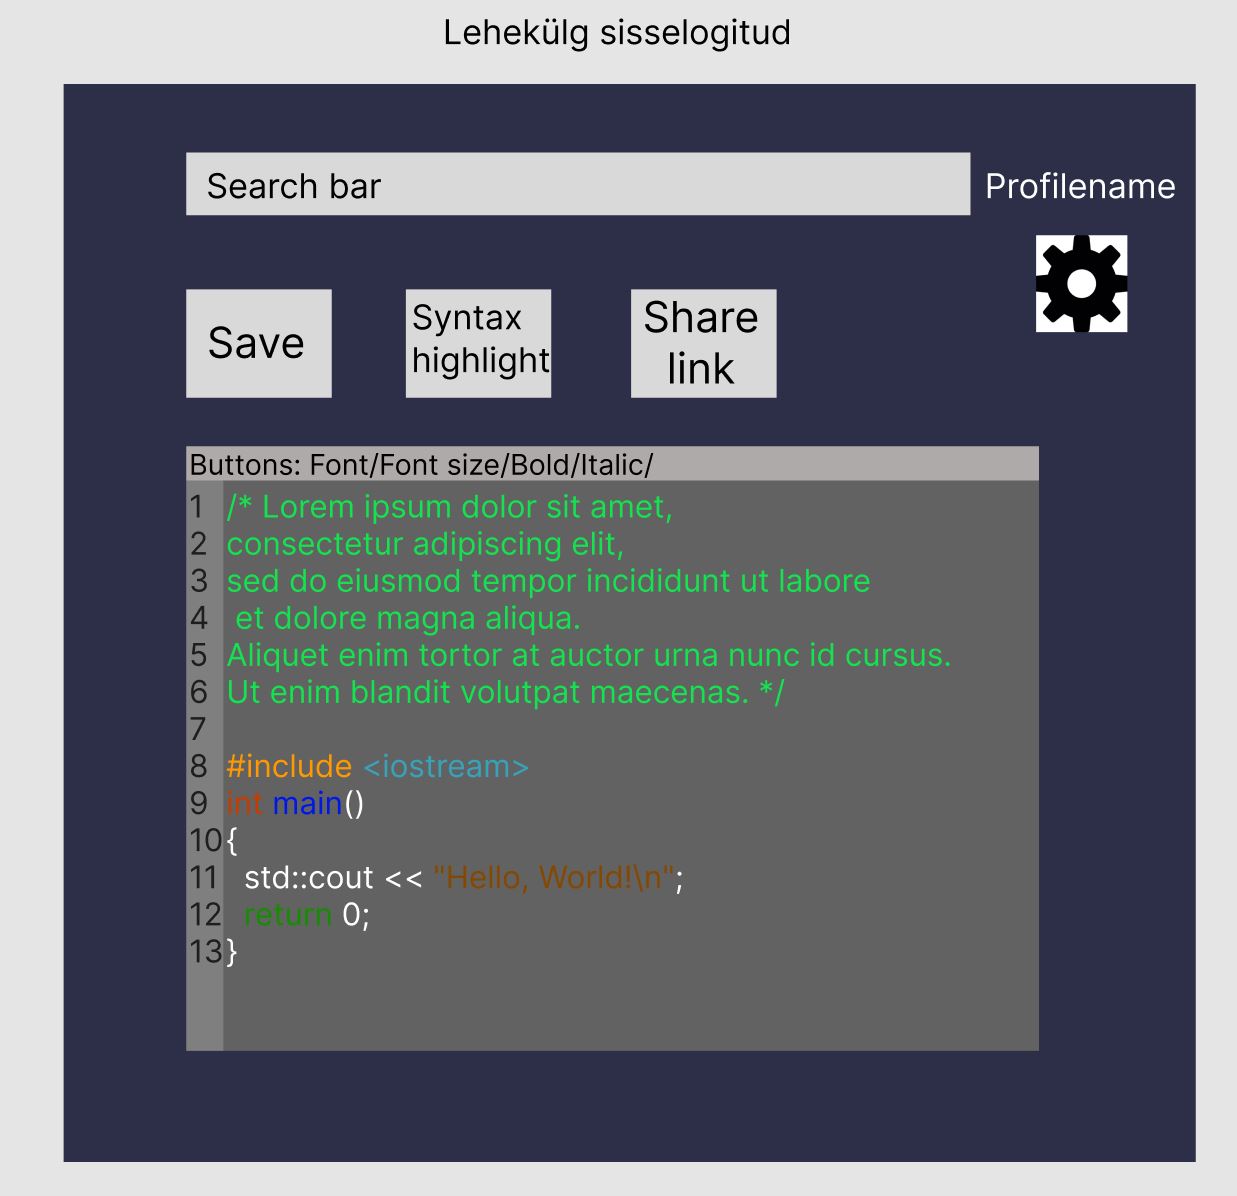 Lehekülg sisselogitud
Search bar
Profilename
Save
Syntax
highlight
Share
link
Buttons: Font/Font size/Bold/Italic/
1 /* Lorem ipsum dolor sit amet,
2 consectetur adipiscing elit,
3 sed do eiusmod tempor incididunt ut labore
4  et dolore magna aliqua.
5 Aliquet enim tortor at auctor urna nunc id cursus.
6 Ut enim blandit volutpat maecenas. */
7
8 #include <iostream>
9 int main()
10 {
11   std::cout << "Hello, World!\n";
12   return 0;
13 }